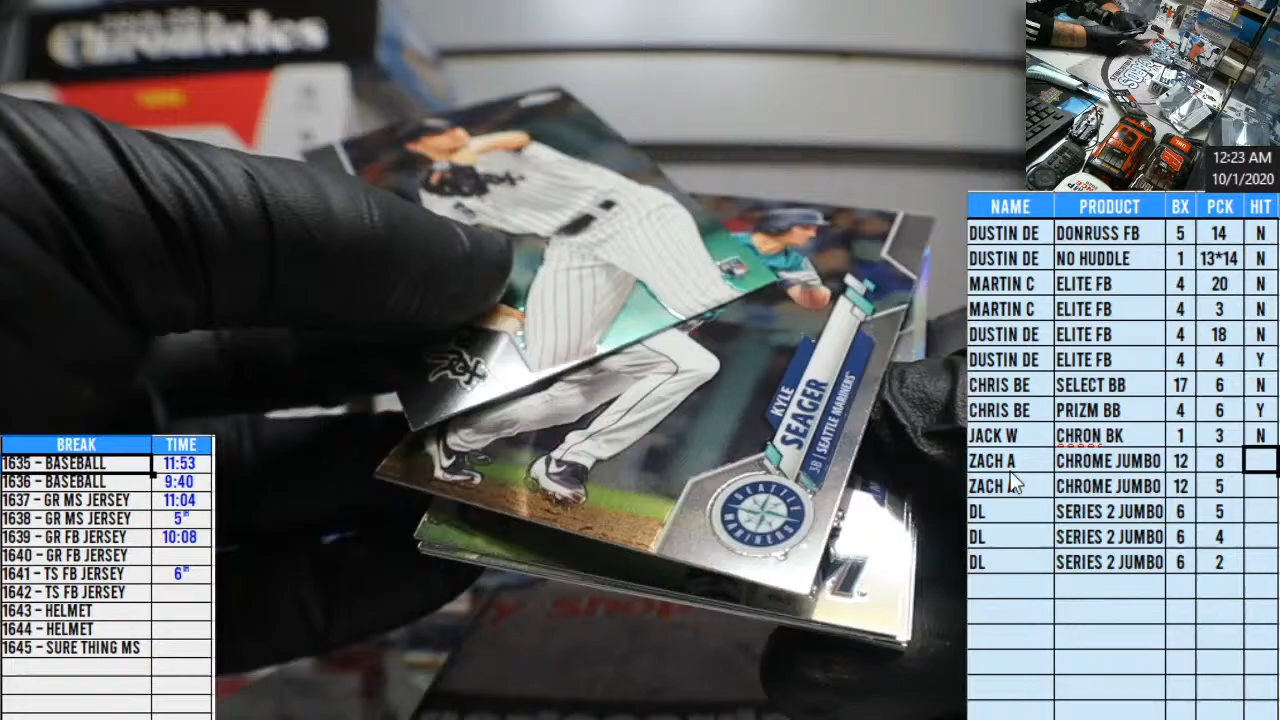 Chronicles
12:23 AM
10/1/2020
NAME PRODUCT BX PCK HIT
DUSTIN DE DONRUSS FB 5 14 N
DUSTIN DE NO HUDDLE 1 13*14 N
MARTIN C ELITE FB 4 20 N
MARTIN C ELITE FB 4 3 N
DUSTIN DE ELITE FB 4 18 N
DUSTIN DE ELITE FB 4 4 Y
CHRIS BE SELECT BB 17 6 N
CHRIS BE PRIZM BB 4 6 Y
JACK W CHRON BK 1 3 N
ZACH A CHROME JUMBO 12 8
ZACH CHROME JUMBO 12 5
DL SERIES 2 JUMBO 6 5
DL SERIES 2 JUMBO 6 4
DL SERIES 2 JUMBO 6 2
BREAK TIME
1635 - BASEBALL 11:53
1636 - BASEBALL 9:40
1637 - GR MS JERSEY 11:04
1638 - GR MS JERSEY 5th
1639 - GR FB JERSEY 10:08
1640 - GR FB JERSEY
1641 - TS FB JERSEY 6th
1642 - TS FB JERSEY
1643 - HELMET
1644 - HELMET
1645 - SURE THING MS
KYLE
SEAGER
3B | SEATTLE MARINERS
SEATTLE
MARINERS